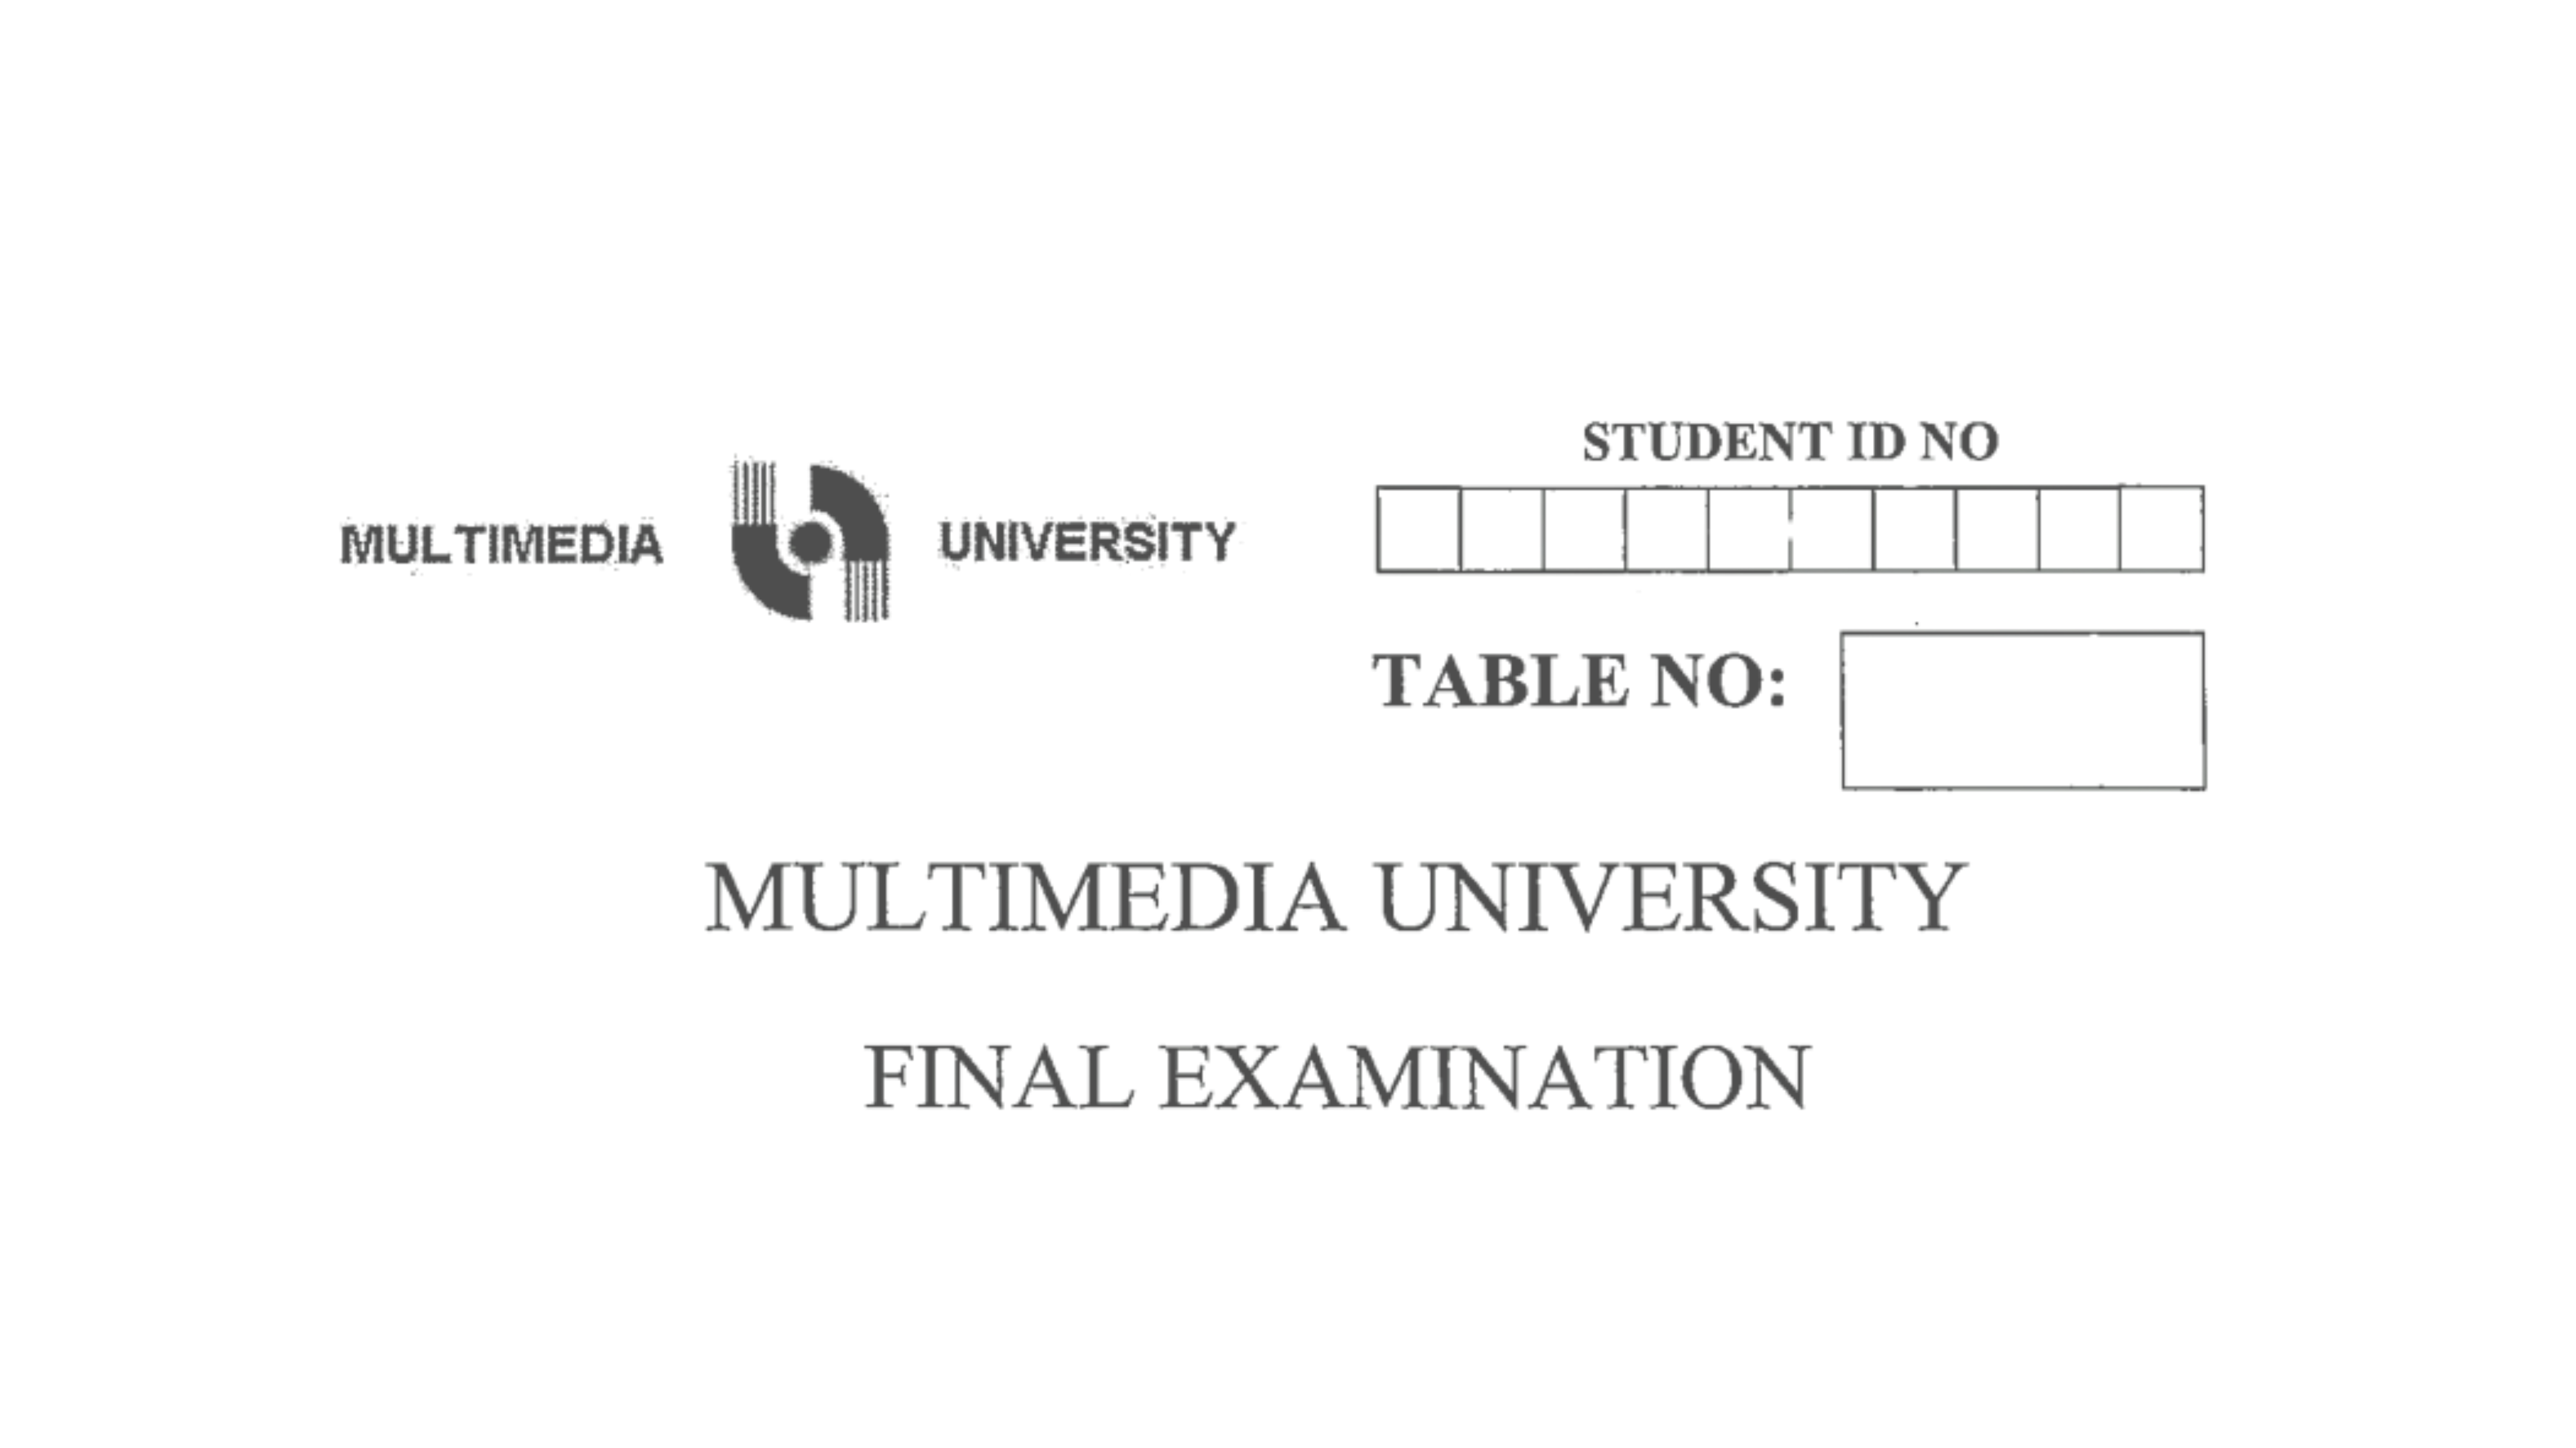 MULTIMEDIA UNIVERSITY
STUDENT ID NO
TABLE NO:
MULTIMEDIA UNIVERSITY
FINAL EXAMINATION